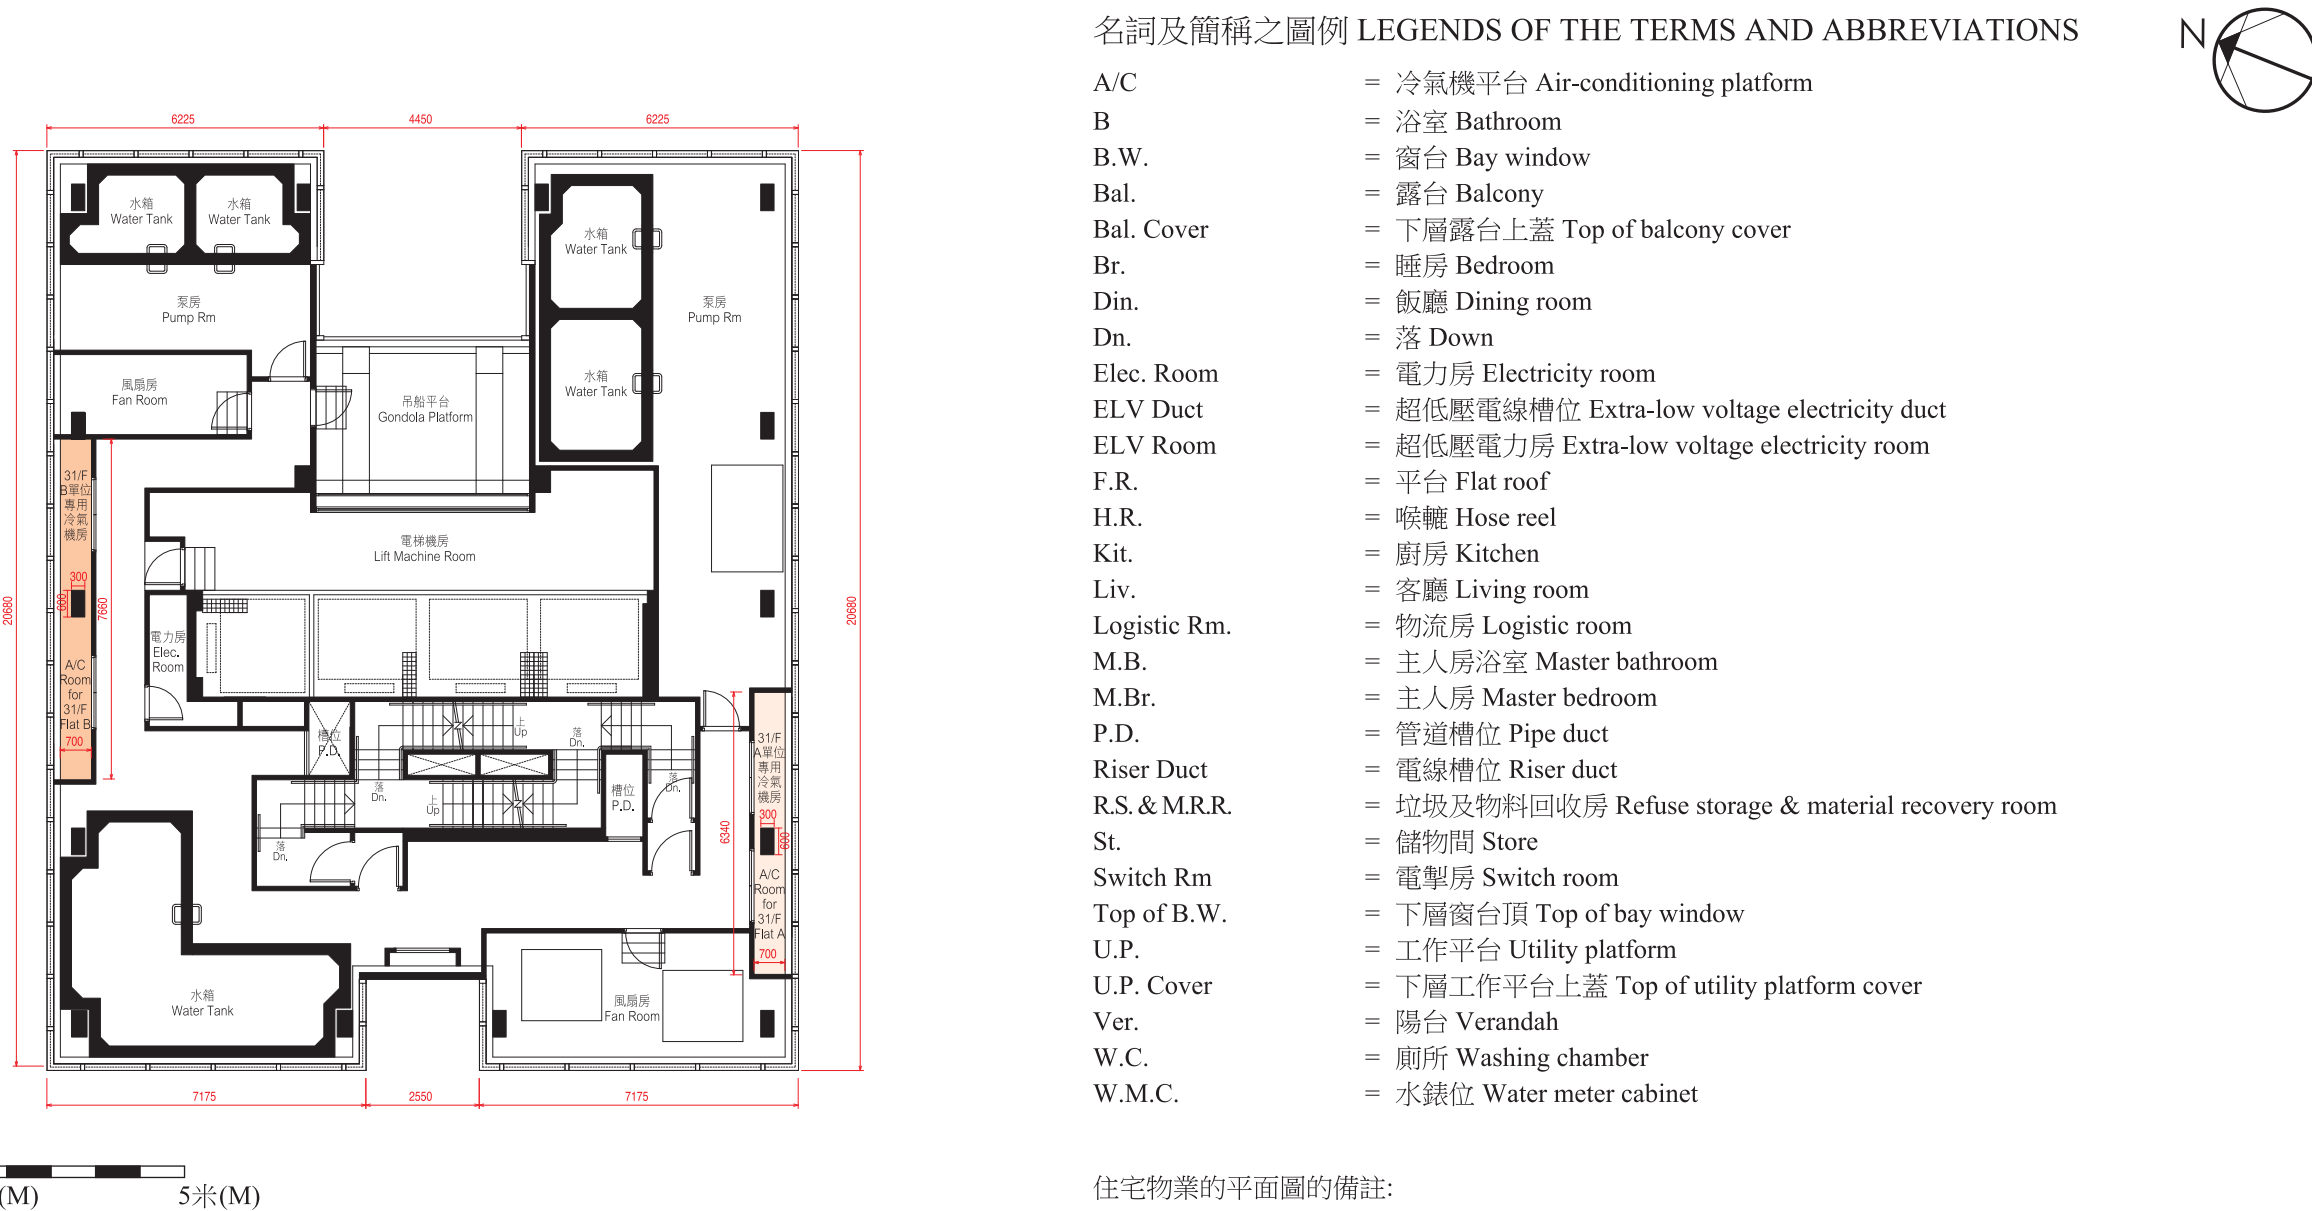 名詞及簡稱之圖例 LEGENDS OF THE TERMS AND ABBREVIATIONS
N
A/C = 冷氣機平台 Air-conditioning platform
B = 浴室 Bathroom
B.W. = 窗台 Bay window
Bal. = 露台 Balcony
Bal. Cover = 下層露台上蓋 Top of balcony cover
Br. = 睡房 Bedroom
Din. = 飯廳 Dining room
Dn. = 落 Down
Elec. Room = 電力房 Electricity room
ELV Duct = 超低壓電線槽位 Extra-low voltage electricity duct
ELV Room = 超低壓電力房 Extra-low voltage electricity room
F.R. = 平台 Flat roof
H.R. = 喉轆 Hose reel
Kit. = 廚房 Kitchen
Liv. = 客廳 Living room
Logistic Rm. = 物流房 Logistic room
M.B. = 主人房浴室 Master bathroom
M.Br. = 主人房 Master bedroom
P.D. = 管道槽位 Pipe duct
Riser Duct = 電線槽位 Riser duct
R.S. & M.R.R. = 垃圾及物料回收房 Refuse storage & material recovery room
St. = 儲物間 Store
Switch Rm = 電掣房 Switch room
Top of B.W. = 下層窗台頂 Top of bay window
U.P. = 工作平台 Utility platform
U.P. Cover = 下層工作平台上蓋 Top of utility platform cover
Ver. = 陽台 Verandah
W.C. = 廁所 Washing chamber
W.M.C. = 水錶位 Water meter cabinet
住宅物業的平面圖的備註:
6225
4450
6225
水箱
Water Tank
水箱
Water Tank
水箱
Water Tank
泵房
Pump Rm
泵房
Pump Rm
風扇房
Fan Room
吊船平台
Gondola Platform
水箱
Water Tank
31/F
B單位
專用
冷氣
機房
300
600
7660
20680
20680
電梯機房
Lift Machine Room
電力房
Elec.
Room
A/C
Room
for
31/F
Flat B
700
槽位
P.D.
上
Up
落
Dn.
落
Dn.
上
Up
槽位
P.D.
落
Dn.
落
Dn.
31/F
A單位
專用
冷氣
機房
300
600
6340
A/C
Room
for
31/F
Flat A
700
水箱
Water Tank
風扇房
Fan Room
7175
2550
7175
(M)
5米(M)